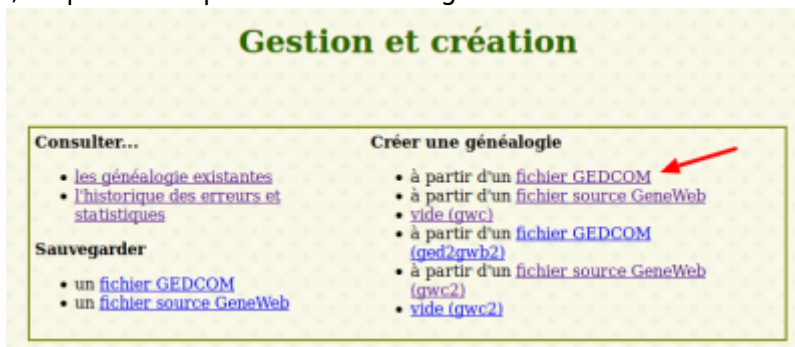 Gestion et création
Consulter...
• les généalogie existantes
• l'historique des erreurs et
statistiques
Sauvegarder
• un fichier GEDCOM
• un fichier source GeneWeb
Créer une généalogie
• à partir d'un fichier GEDCOM
• à partir d'un fichier source GeneWeb
• vide (gwc)
• à partir d'un fichier GEDCOM
(ged2gwb2)
• à partir d'un fichier source GeneWeb
(gwc2)
• vide (gwc2)